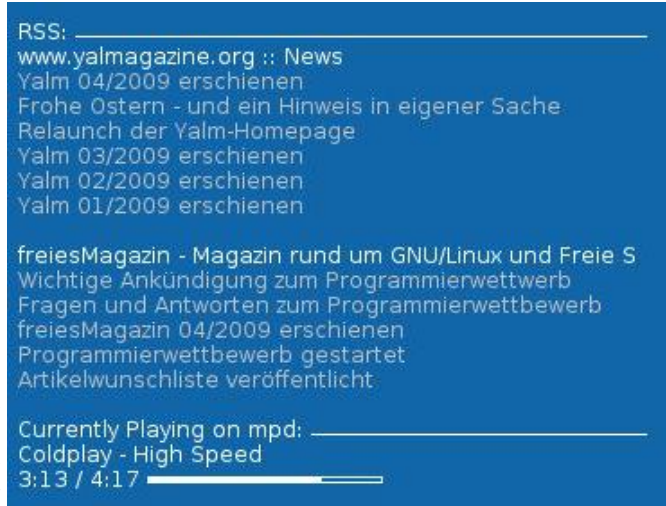 RSS:
www.yalmagazine.org :: News
Yalm 04/2009 erschienen
Frohe Ostern - und ein Hinweis in eigener Sache
Relaunch der Yalm-Homepage
Yalm 03/2009 erschienen
Yalm 02/2009 erschienen
Yalm 01/2009 erschienen
freiesMagazin - Magazin rund um GNU/Linux und Freie S
Wichtige Ankündigung zum Programmierwettwerb
Fragen und Antworten zum Programmierwettbewerb
freiesMagazin 04/2009 erschienen
Programmierwettbewerb gestartet
Artikelwunschliste veröffentlicht
Currently Playing on mpd:
Coldplay - High Speed
3:13 / 4:17